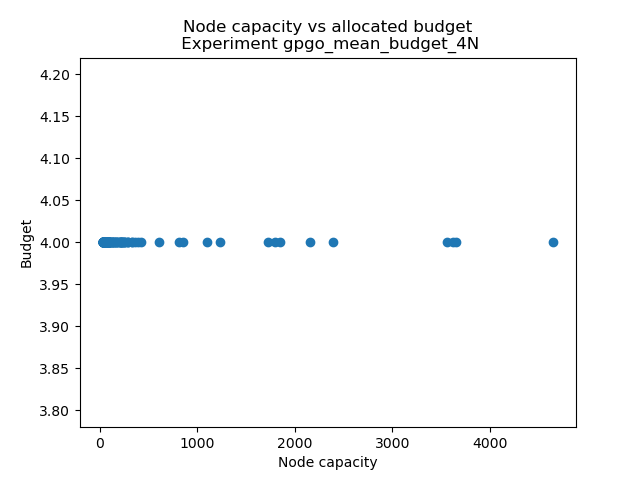 Node capacity vs allocated budget
Experiment gpgo_mean_budget_4N
4.20
4.15
4.10
4.05
4.00
3.95
3.90
3.85
3.80
Budget
0 1000 2000 3000 4000
Node capacity